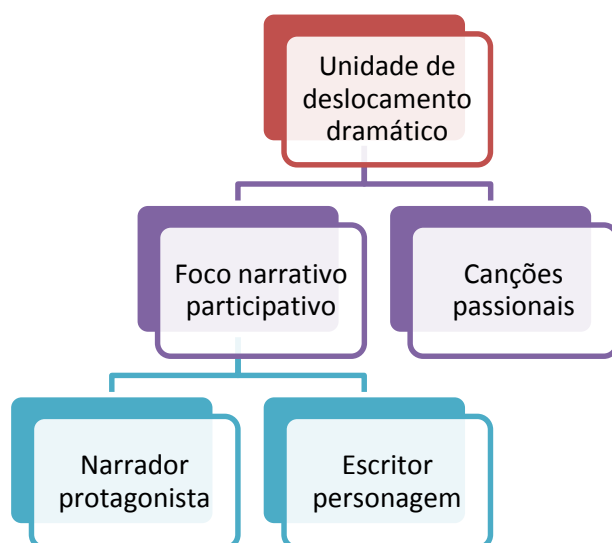 Unidade de
deslocamento
dramático
Foco narrativo
participativo
Canções
passionais
Narrador
protagonista
Escritor
personagem